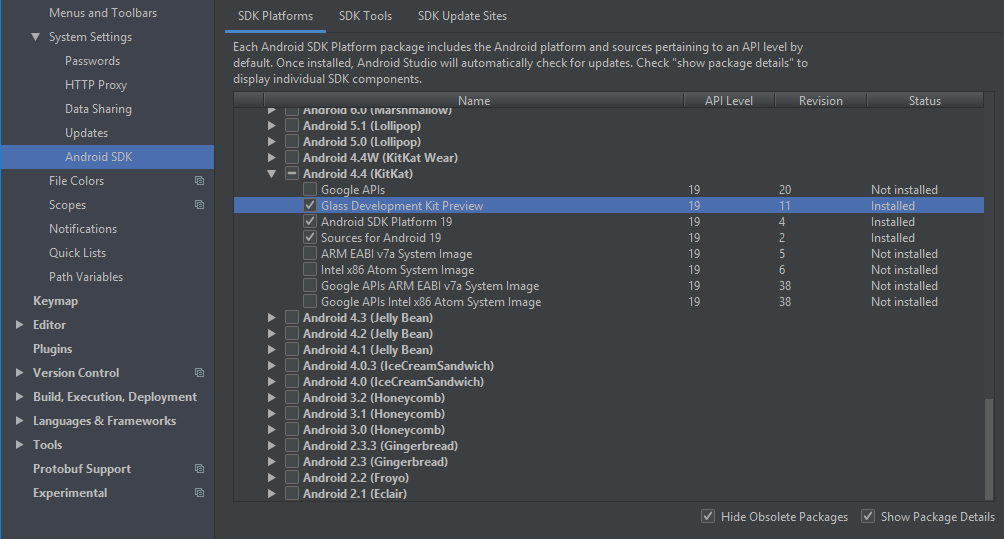 Menus and Toolbars
System Settings
Passwords
HTTP Proxy
Data Sharing
Updates
Android SDK
File Colors
Scopes
Notifications
Quick Lists
Path Variables
Keymap
Editor
Plugins
Version Control
Build, Execution, Deployment
Languages & Frameworks
Tools
Protobuf Support
Experimental
SDK Platforms SDK Tools SDK Update Sites
Each Android SDK Platform package includes the Android platform and sources pertaining to an API level by
default. Once installed, Android Studio will automatically check for updates. Check "show package details" to
display individual SDK components.
Name API Level Revision Status
Android 6.0 (Marshmallow)
Android 5.1 (Lollipop)
Android 5.0 (Lollipop)
Android 4.4W (KitKat Wear)
Android 4.4 (KitKat)
Google APIs 19 20 Not installed
Glass Development Kit Preview 19 11 Installed
Android SDK Platform 19 19 4 Installed
Sources for Android 19 19 2 Installed
ARM EABI v7a System Image 19 5 Not installed
Intel x86 Atom System Image 19 6 Not installed
Google APIs ARM EABI v7a System Image 19 38 Not installed
Google APIs Intel x86 Atom System Image 19 38 Not installed
Android 4.3 (Jelly Bean)
Android 4.2 (Jelly Bean)
Android 4.1 (Jelly Bean)
Android 4.0.3 (IceCreamSandwich)
Android 4.0 (IceCreamSandwich)
Android 3.2 (Honeycomb)
Android 3.1 (Honeycomb)
Android 3.0 (Honeycomb)
Android 2.3.3 (Gingerbread)
Android 2.3 (Gingerbread)
Android 2.2 (Froyo)
Android 2.1 (Eclair)
Hide Obsolete Packages Show Package Details